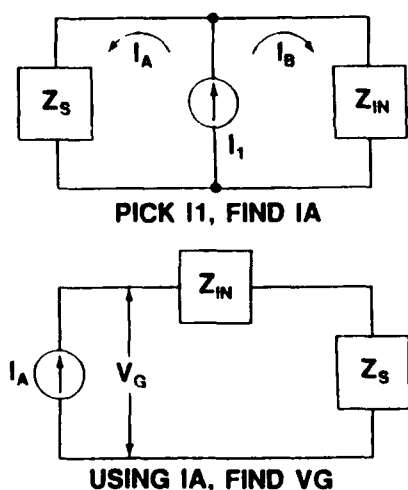 I_A I_B
Z_S Z_IN
I_1
PICK I1, FIND IA
Z_IN
I_A V_G Z_S
USING IA, FIND VG